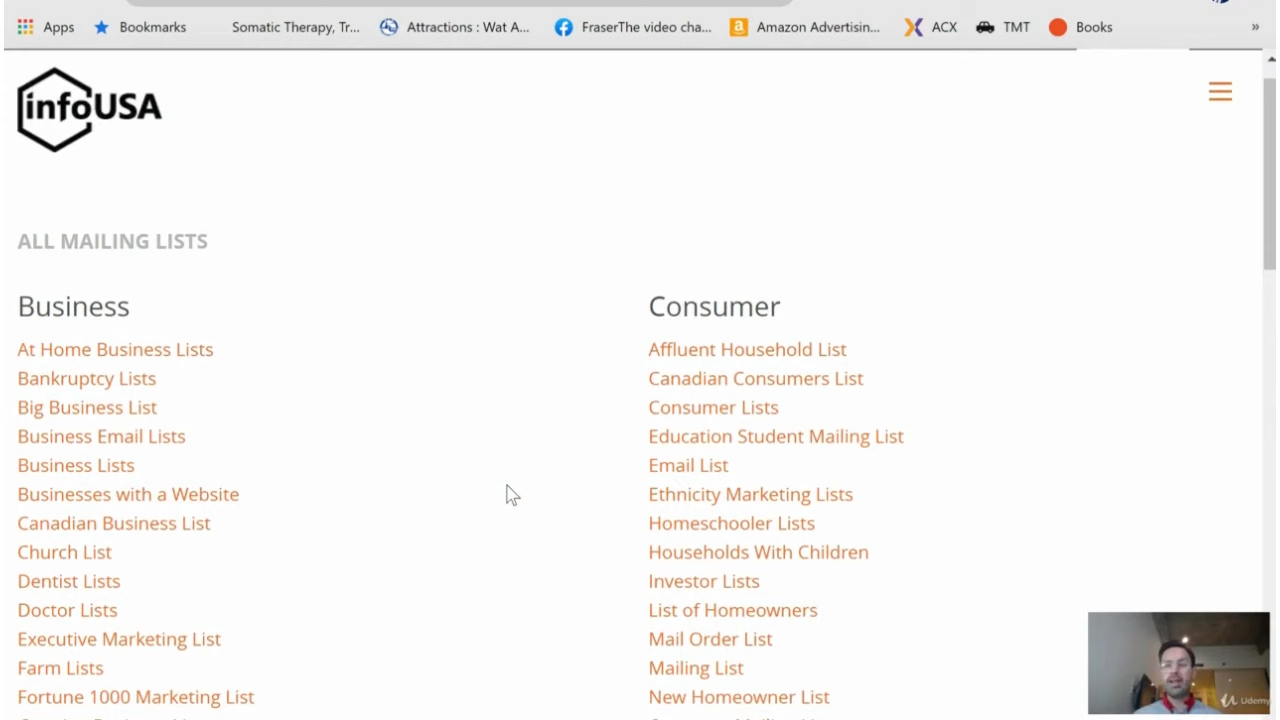 Apps Bookmarks Somatic Therapy, Tr... Attractions : Wat A... FraserThe video cha... Amazon Advertisin... ACX TMT Books »
infoUSA
ALL MAILING LISTS
Business
At Home Business Lists
Bankruptcy Lists
Big Business List
Business Email Lists
Business Lists
Businesses with a Website
Canadian Business List
Church List
Dentist Lists
Doctor Lists
Executive Marketing List
Farm Lists
Fortune 1000 Marketing List
Consumer
Affluent Household List
Canadian Consumers List
Consumer Lists
Education Student Mailing List
Email List
Ethnicity Marketing Lists
Homeschooler Lists
Households With Children
Investor Lists
List of Homeowners
Mail Order List
Mailing List
New Homeowner List
Udemy